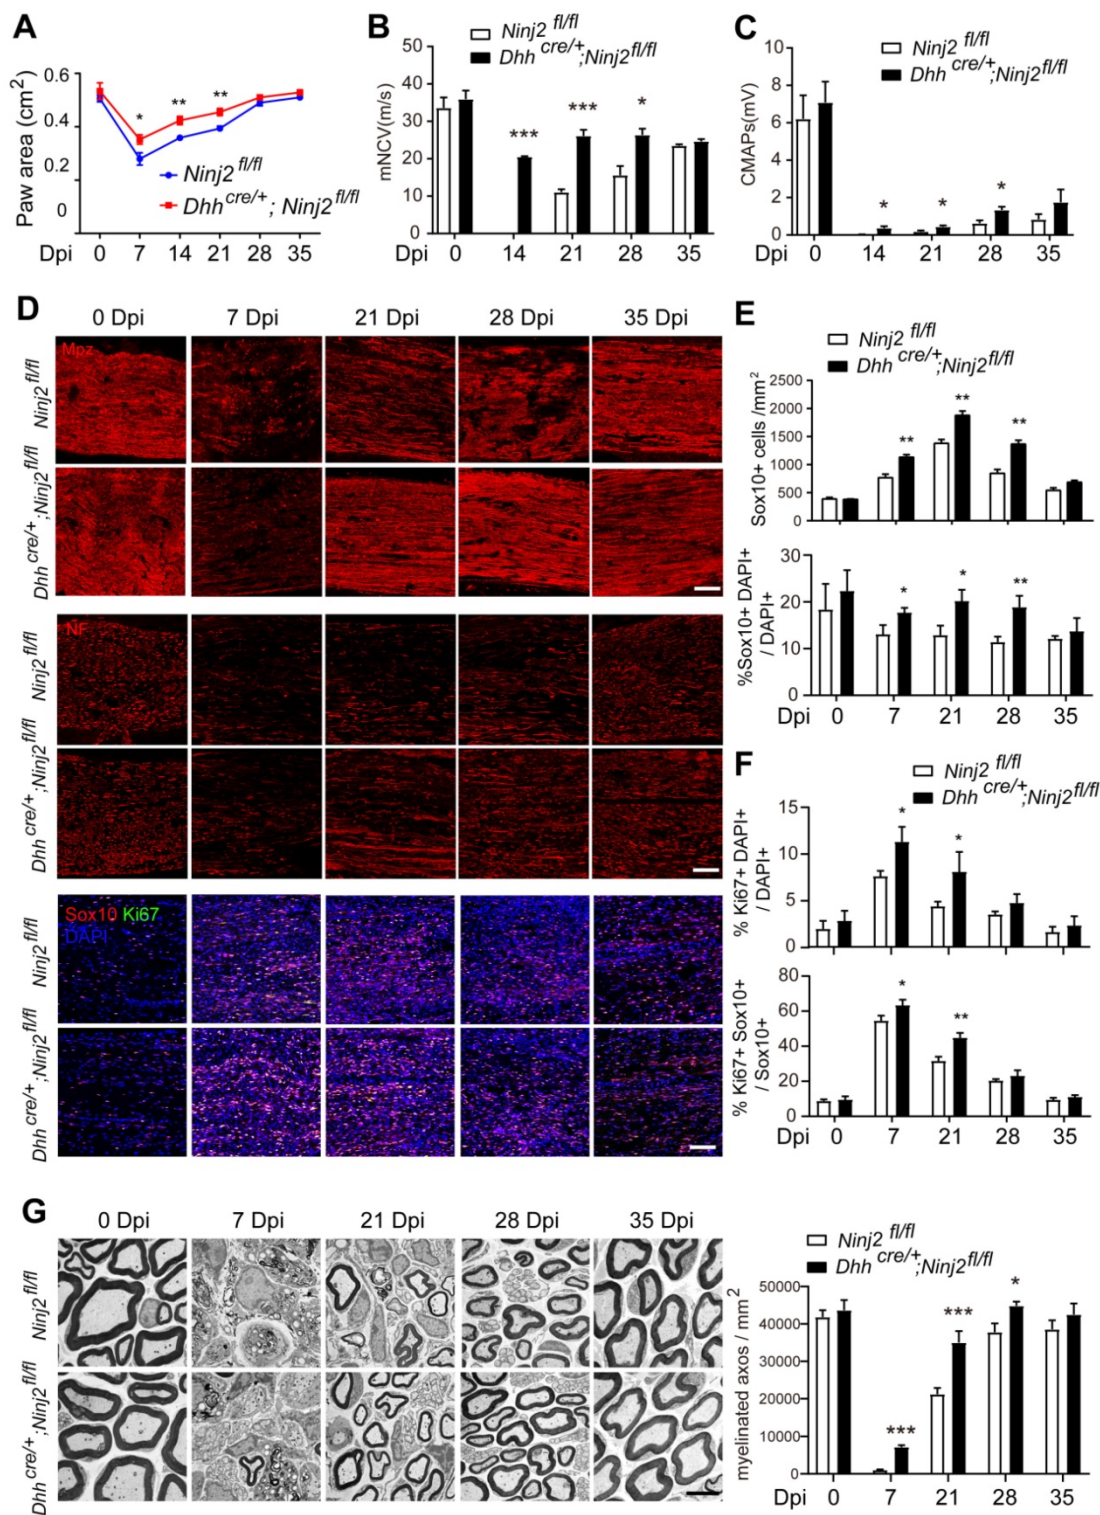 A
Paw area (cm2)
0.6
0.4
0.2
0
* ** **
Ninj2 fl/fl
Dhh cre/+; Ninj2 fl/fl
Dpi 0 7 14 21 28 35
B
Ninj2 fl/fl
Dhh cre/+;Ninj2 fl/fl
mNCV(m/s)
50
40
30
20
10
0
*** *** *
Dpi 0 14 21 28 35
C
Ninj2 fl/fl
Dhh cre/+;Ninj2 fl/fl
CMAPs(mV)
10
8
6
4
2
0
* * *
Dpi 0 14 21 28 35
D
0 Dpi 7 Dpi 21 Dpi 28 Dpi 35 Dpi
Mpz
Ninj2 fl/fl
Dhh cre/+;Ninj2 fl/fl
NF
Ninj2 fl/fl
Dhh cre/+;Ninj2 fl/fl
Sox10 Ki67
DAPI
Ninj2 fl/fl
Dhh cre/+;Ninj2 fl/fl
E
Ninj2 fl/fl
Dhh cre/+;Ninj2 fl/fl
Sox10+ cells /mm2
2500
2000
1500
1000
500
0
** ** **
%Sox10+ DAPI+
/ DAPI+
30
20
10
0
* * **
Dpi 0 7 21 28 35
F
Ninj2 fl/fl
Dhh cre/+;Ninj2 fl/fl
% Ki67+ DAPI+
/ DAPI+
15
10
5
0
* *
% Ki67+ Sox10+
/ Sox10+
80
60
40
20
0
* **
Dpi 0 7 21 28 35
G
0 Dpi 7 Dpi 21 Dpi 28 Dpi 35 Dpi
Ninj2 fl/fl
Dhh cre/+;Ninj2 fl/fl
Ninj2 fl/fl
Dhh cre/+;Ninj2 fl/fl
myelinated axos / mm2
50000
40000
30000
20000
10000
0
*** *** *
Dpi 0 7 21 28 35